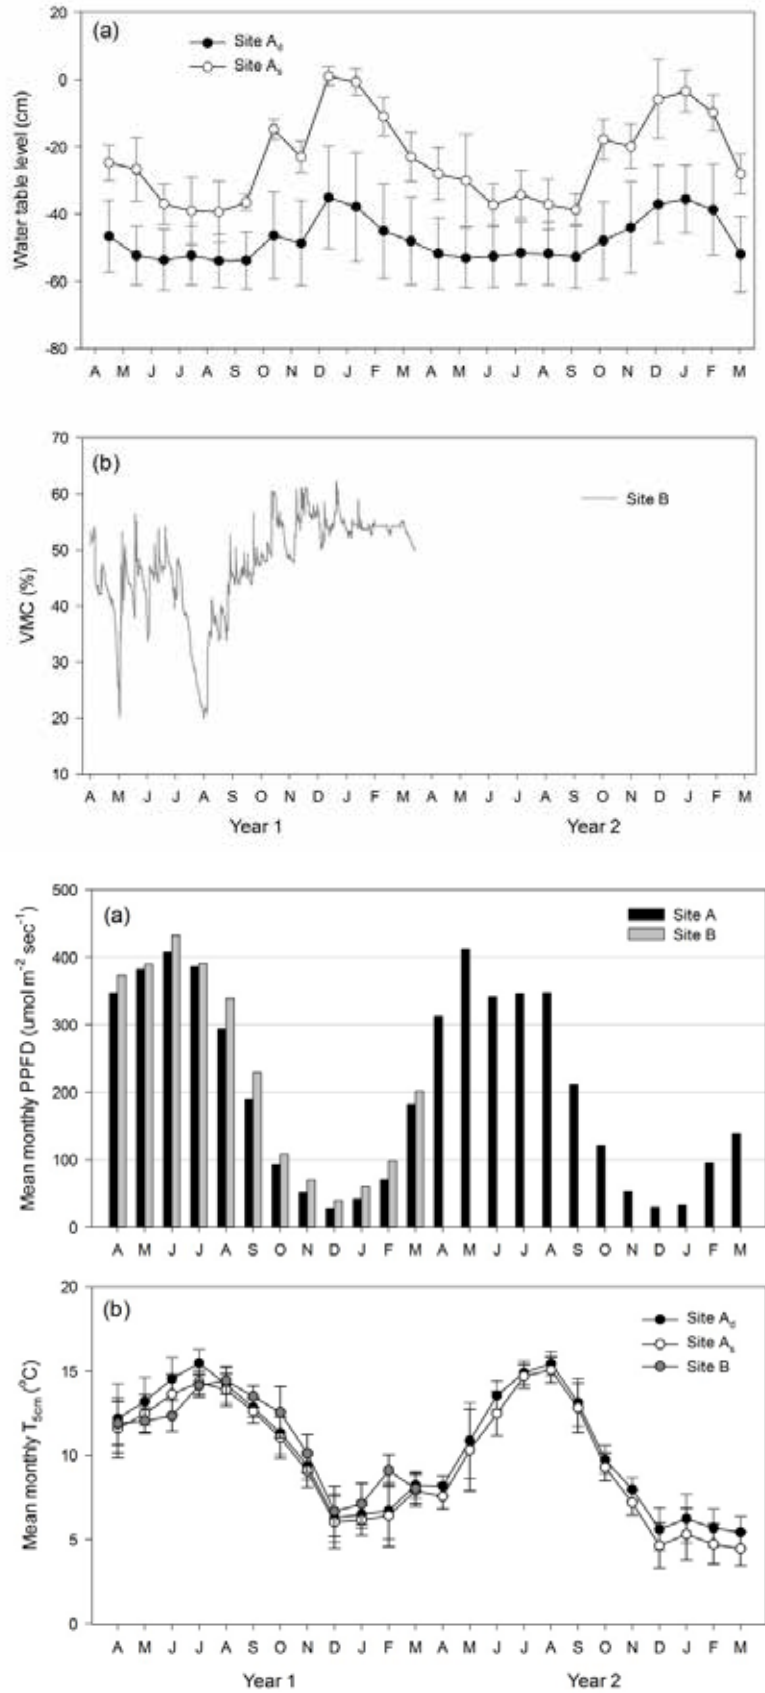 (a)
Site A_d
Site A_s
Water table level (cm)
20
0
-20
-40
-60
-80
A M J J A S O N D J F M A M J J A S O N D J F M
(b)
Site B
VMC (%)
70
60
50
40
30
20
10
A M J J A S O N D J F M A M J J A S O N D J F M
Year 1 Year 2
(a)
Site A
Site B
Mean monthly PPFD (umol m⁻² sec⁻¹)
500
400
300
200
100
0
A M J J A S O N D J F M A M J J A S O N D J F M
(b)
Site A_d
Site A_s
Site B
Mean monthly T_5cm (°C)
20
15
10
5
0
A M J J A S O N D J F M A M J J A S O N D J F M
Year 1 Year 2